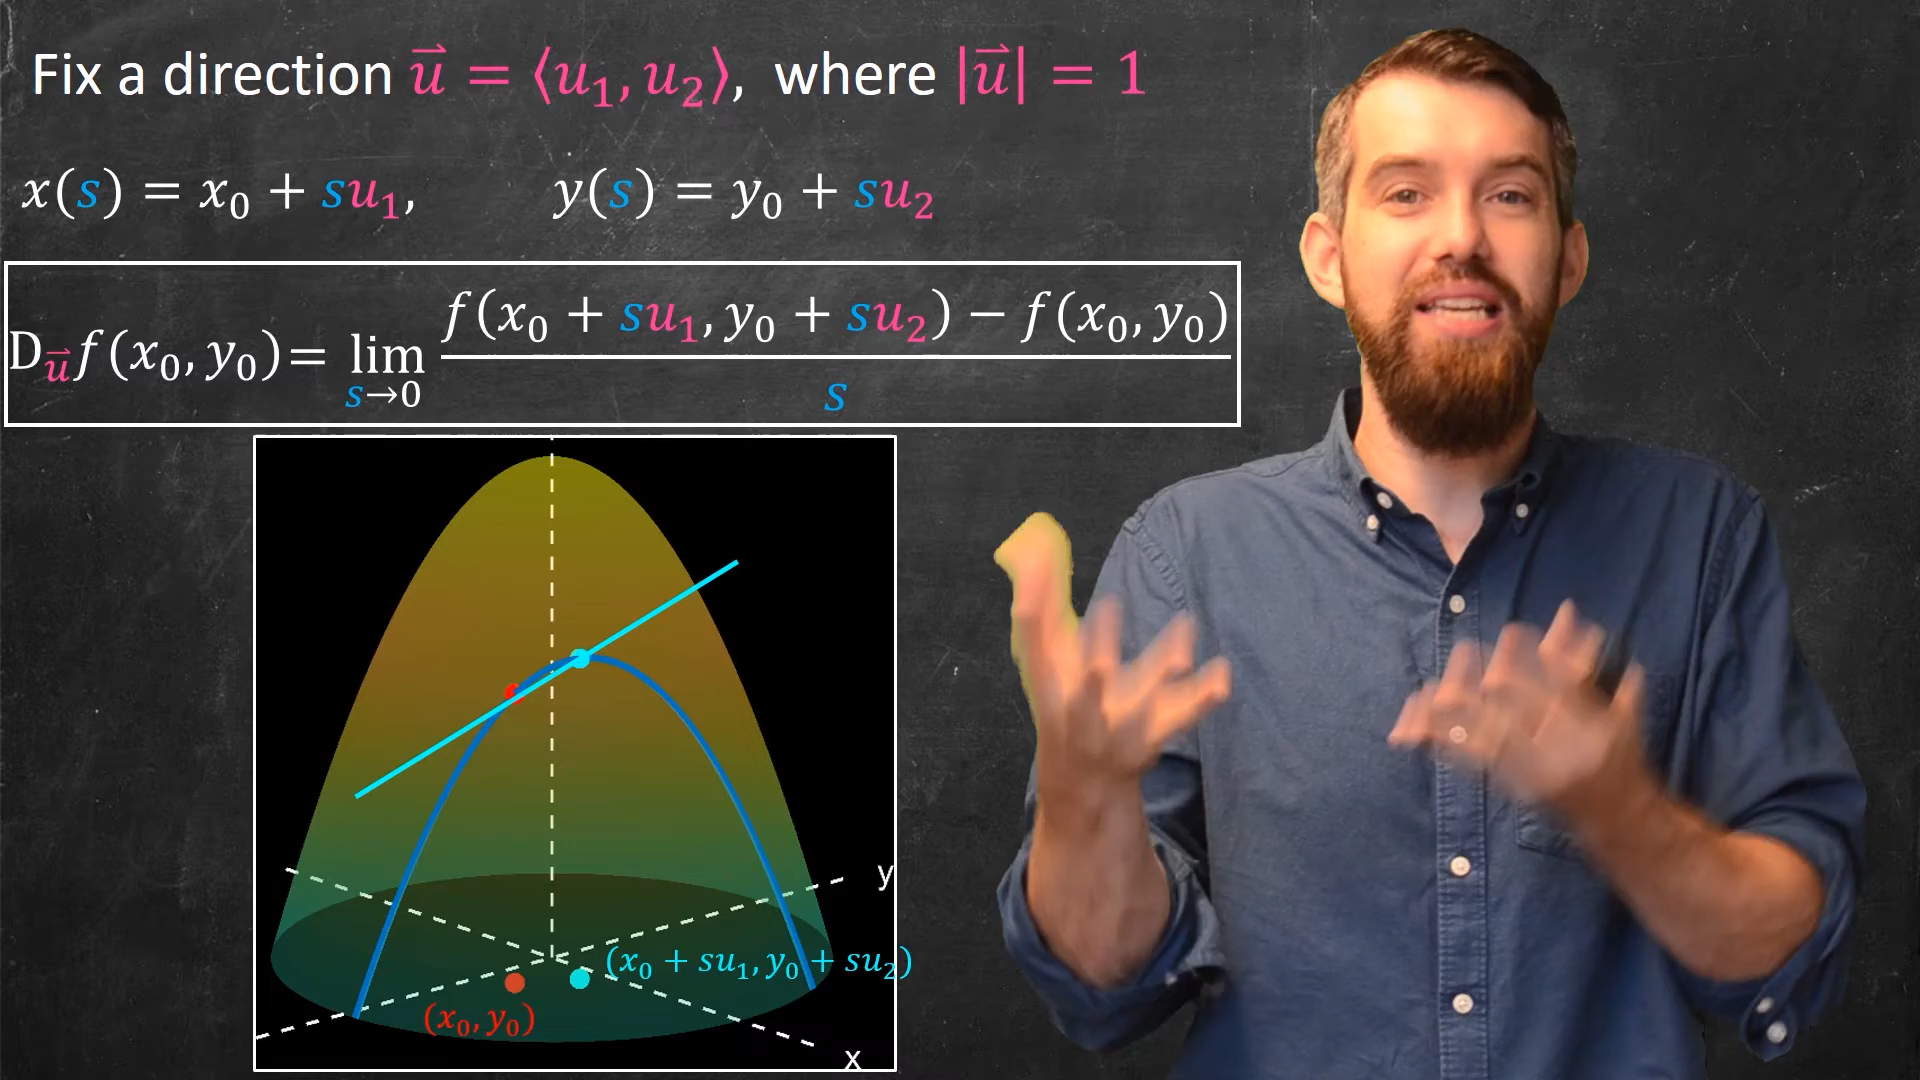 Fix a direction u⃗ = ⟨u₁, u₂⟩, where |u⃗| = 1
x(s) = x₀ + su₁, y(s) = y₀ + su₂
D_u⃗ f(x₀, y₀) = lim_{s→0} (f(x₀ + su₁, y₀ + su₂) − f(x₀, y₀)) / s
y
(x₀ + su₁, y₀ + su₂)
(x₀, y₀)
x